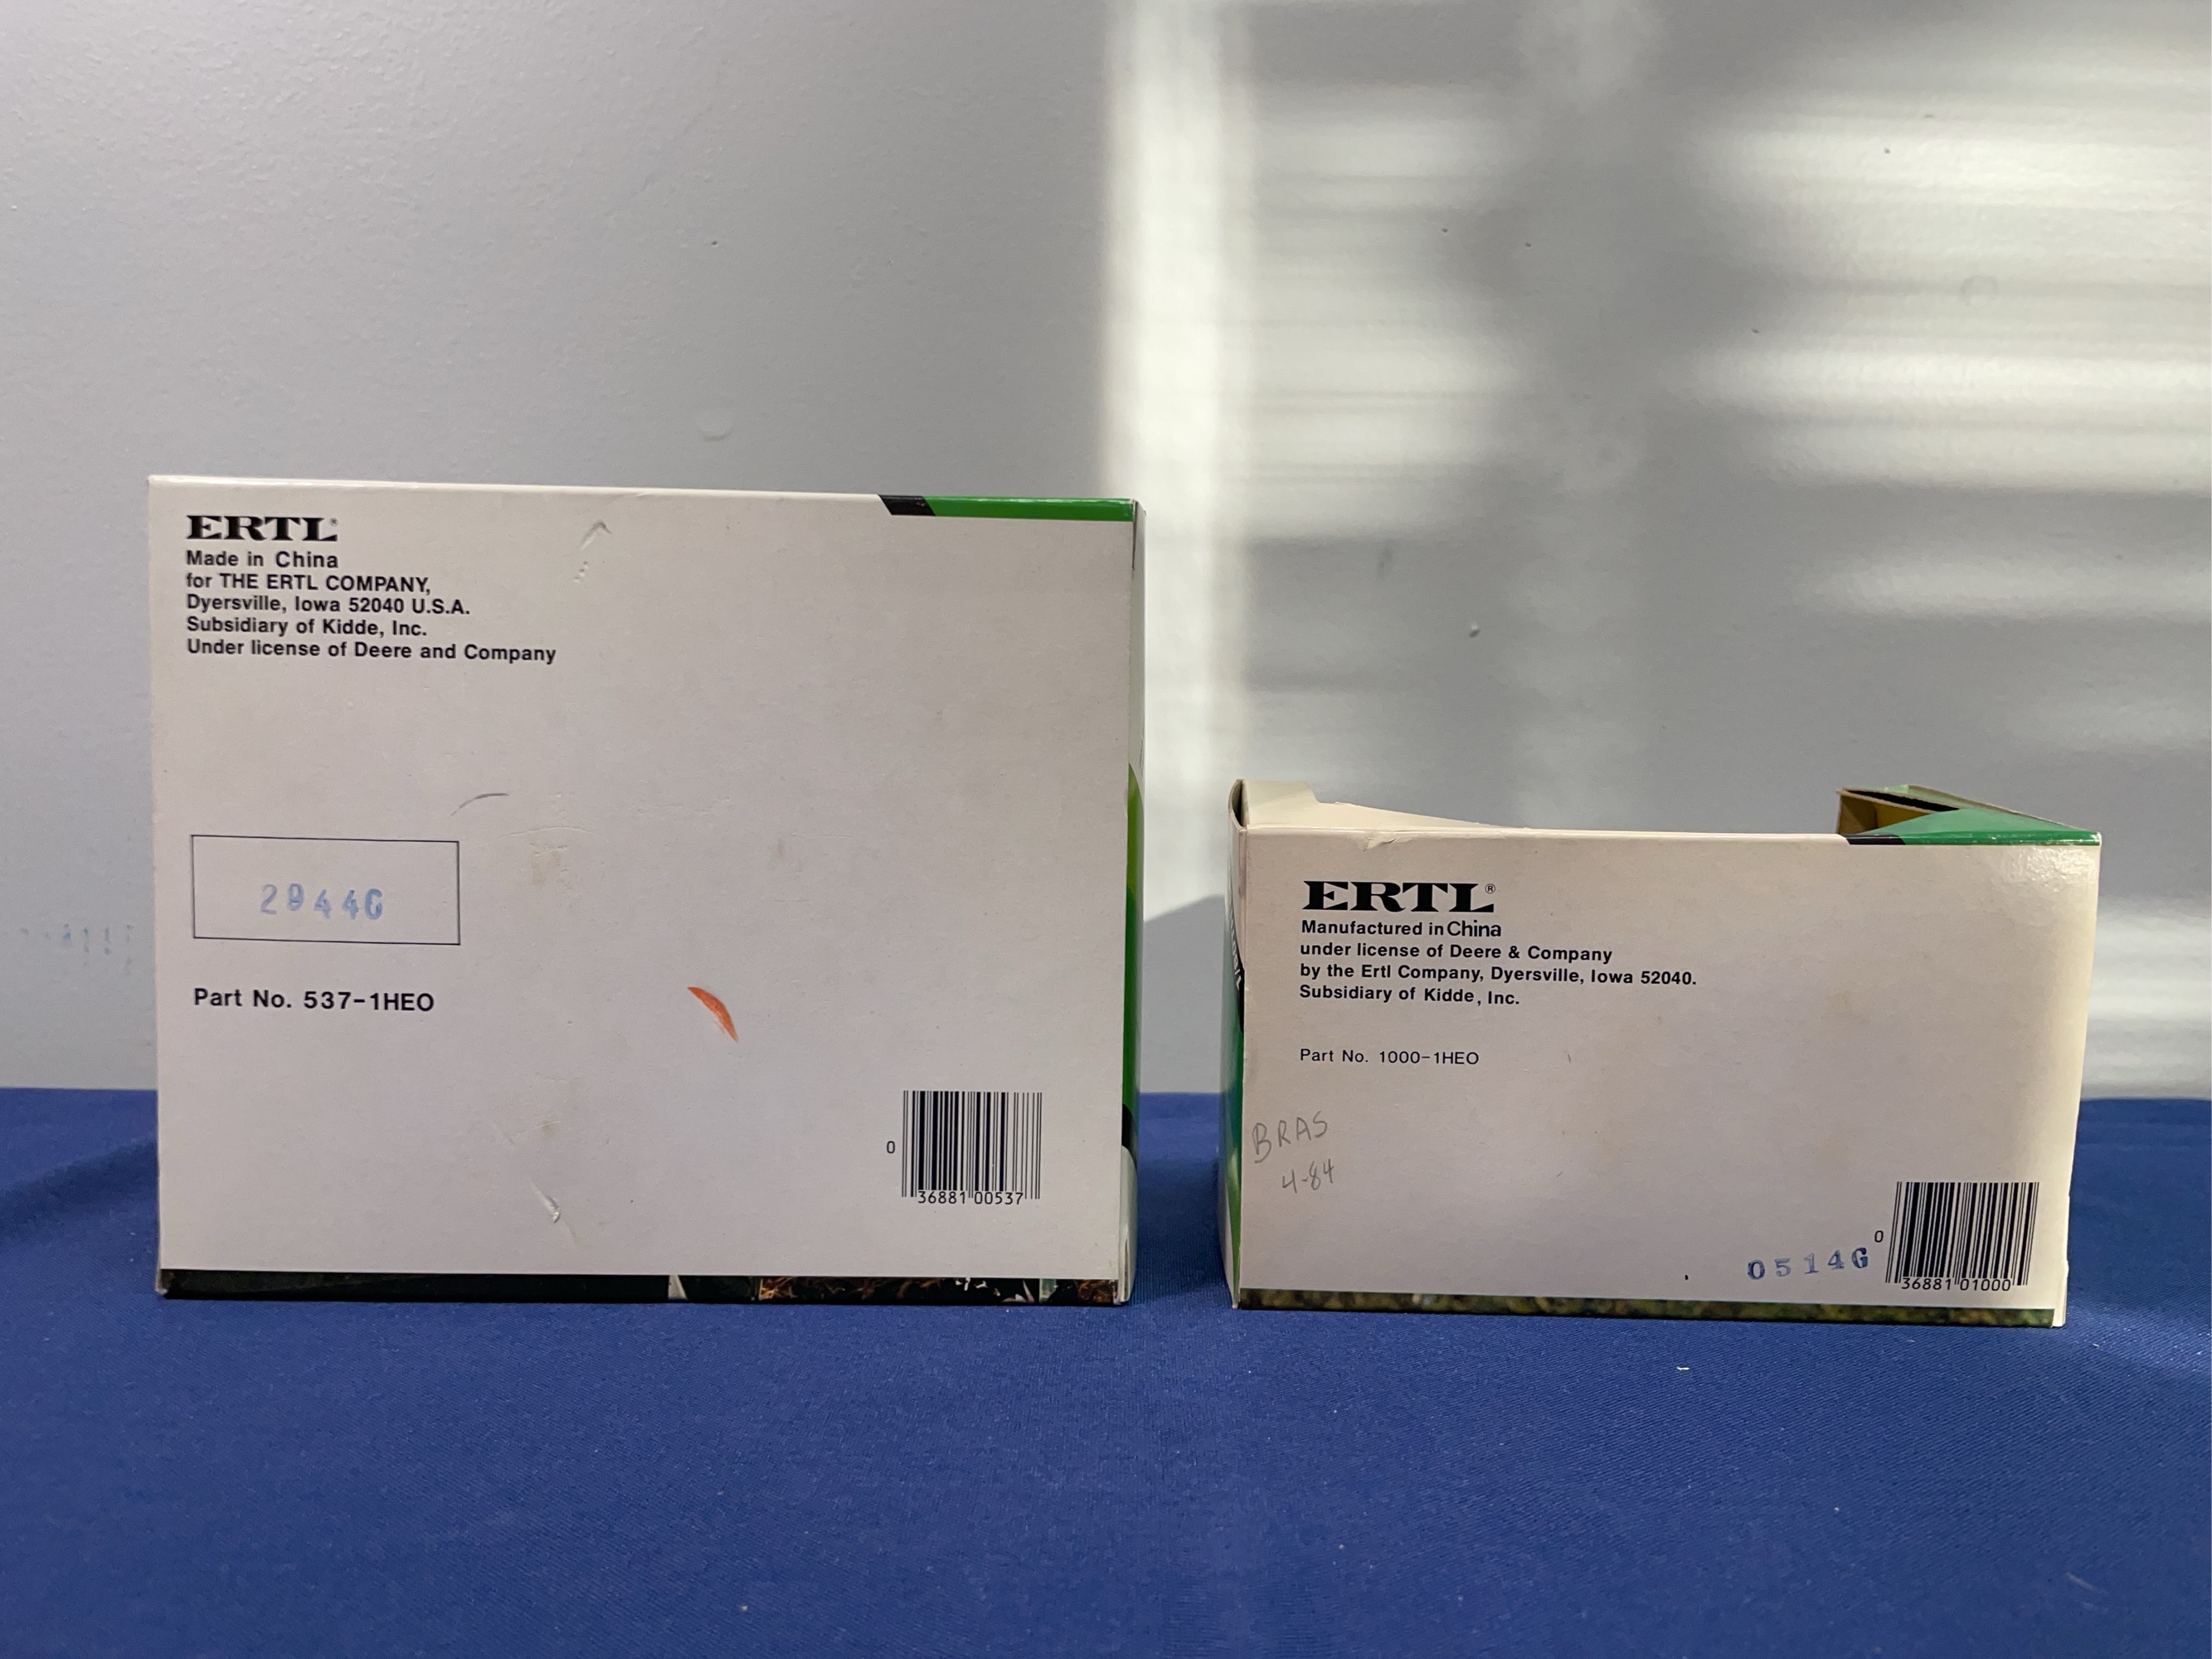 ERTL
Made in China
for THE ERTL COMPANY,
Dyersville, Iowa 52040 U.S.A.
Subsidiary of Kidde, Inc.
Under license of Deere and Company
2944G
Part No. 537-1HEO
0 36881 00537
ERTL®
Manufactured in China
under license of Deere & Company
by the Ertl Company, Dyersville, Iowa 52040.
Subsidiary of Kidde, Inc.
Part No. 1000-1HEO
BRAS
4-84
0514G
0 36881 01000